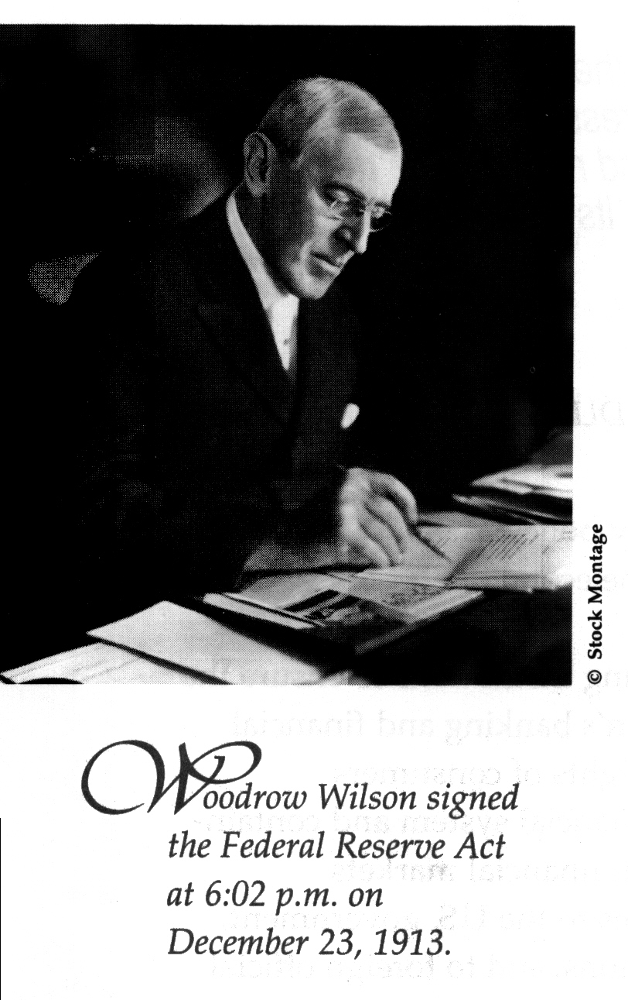 © Stock Montage
Woodrow Wilson signed
the Federal Reserve Act
at 6:02 p.m. on
December 23, 1913.